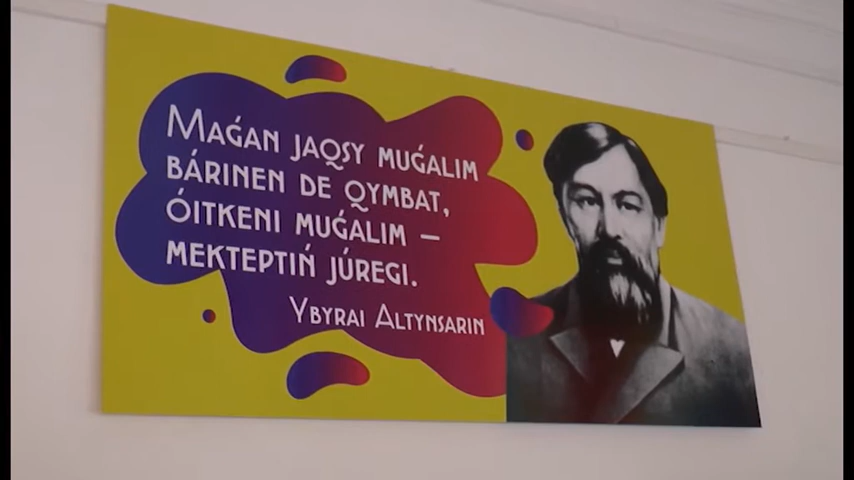 Maǵan jaqsy muǵalim
bárinen de qymbat,
óitkeni muǵalim –
mekteptiń júregi.
Ybyrai Altynsarin